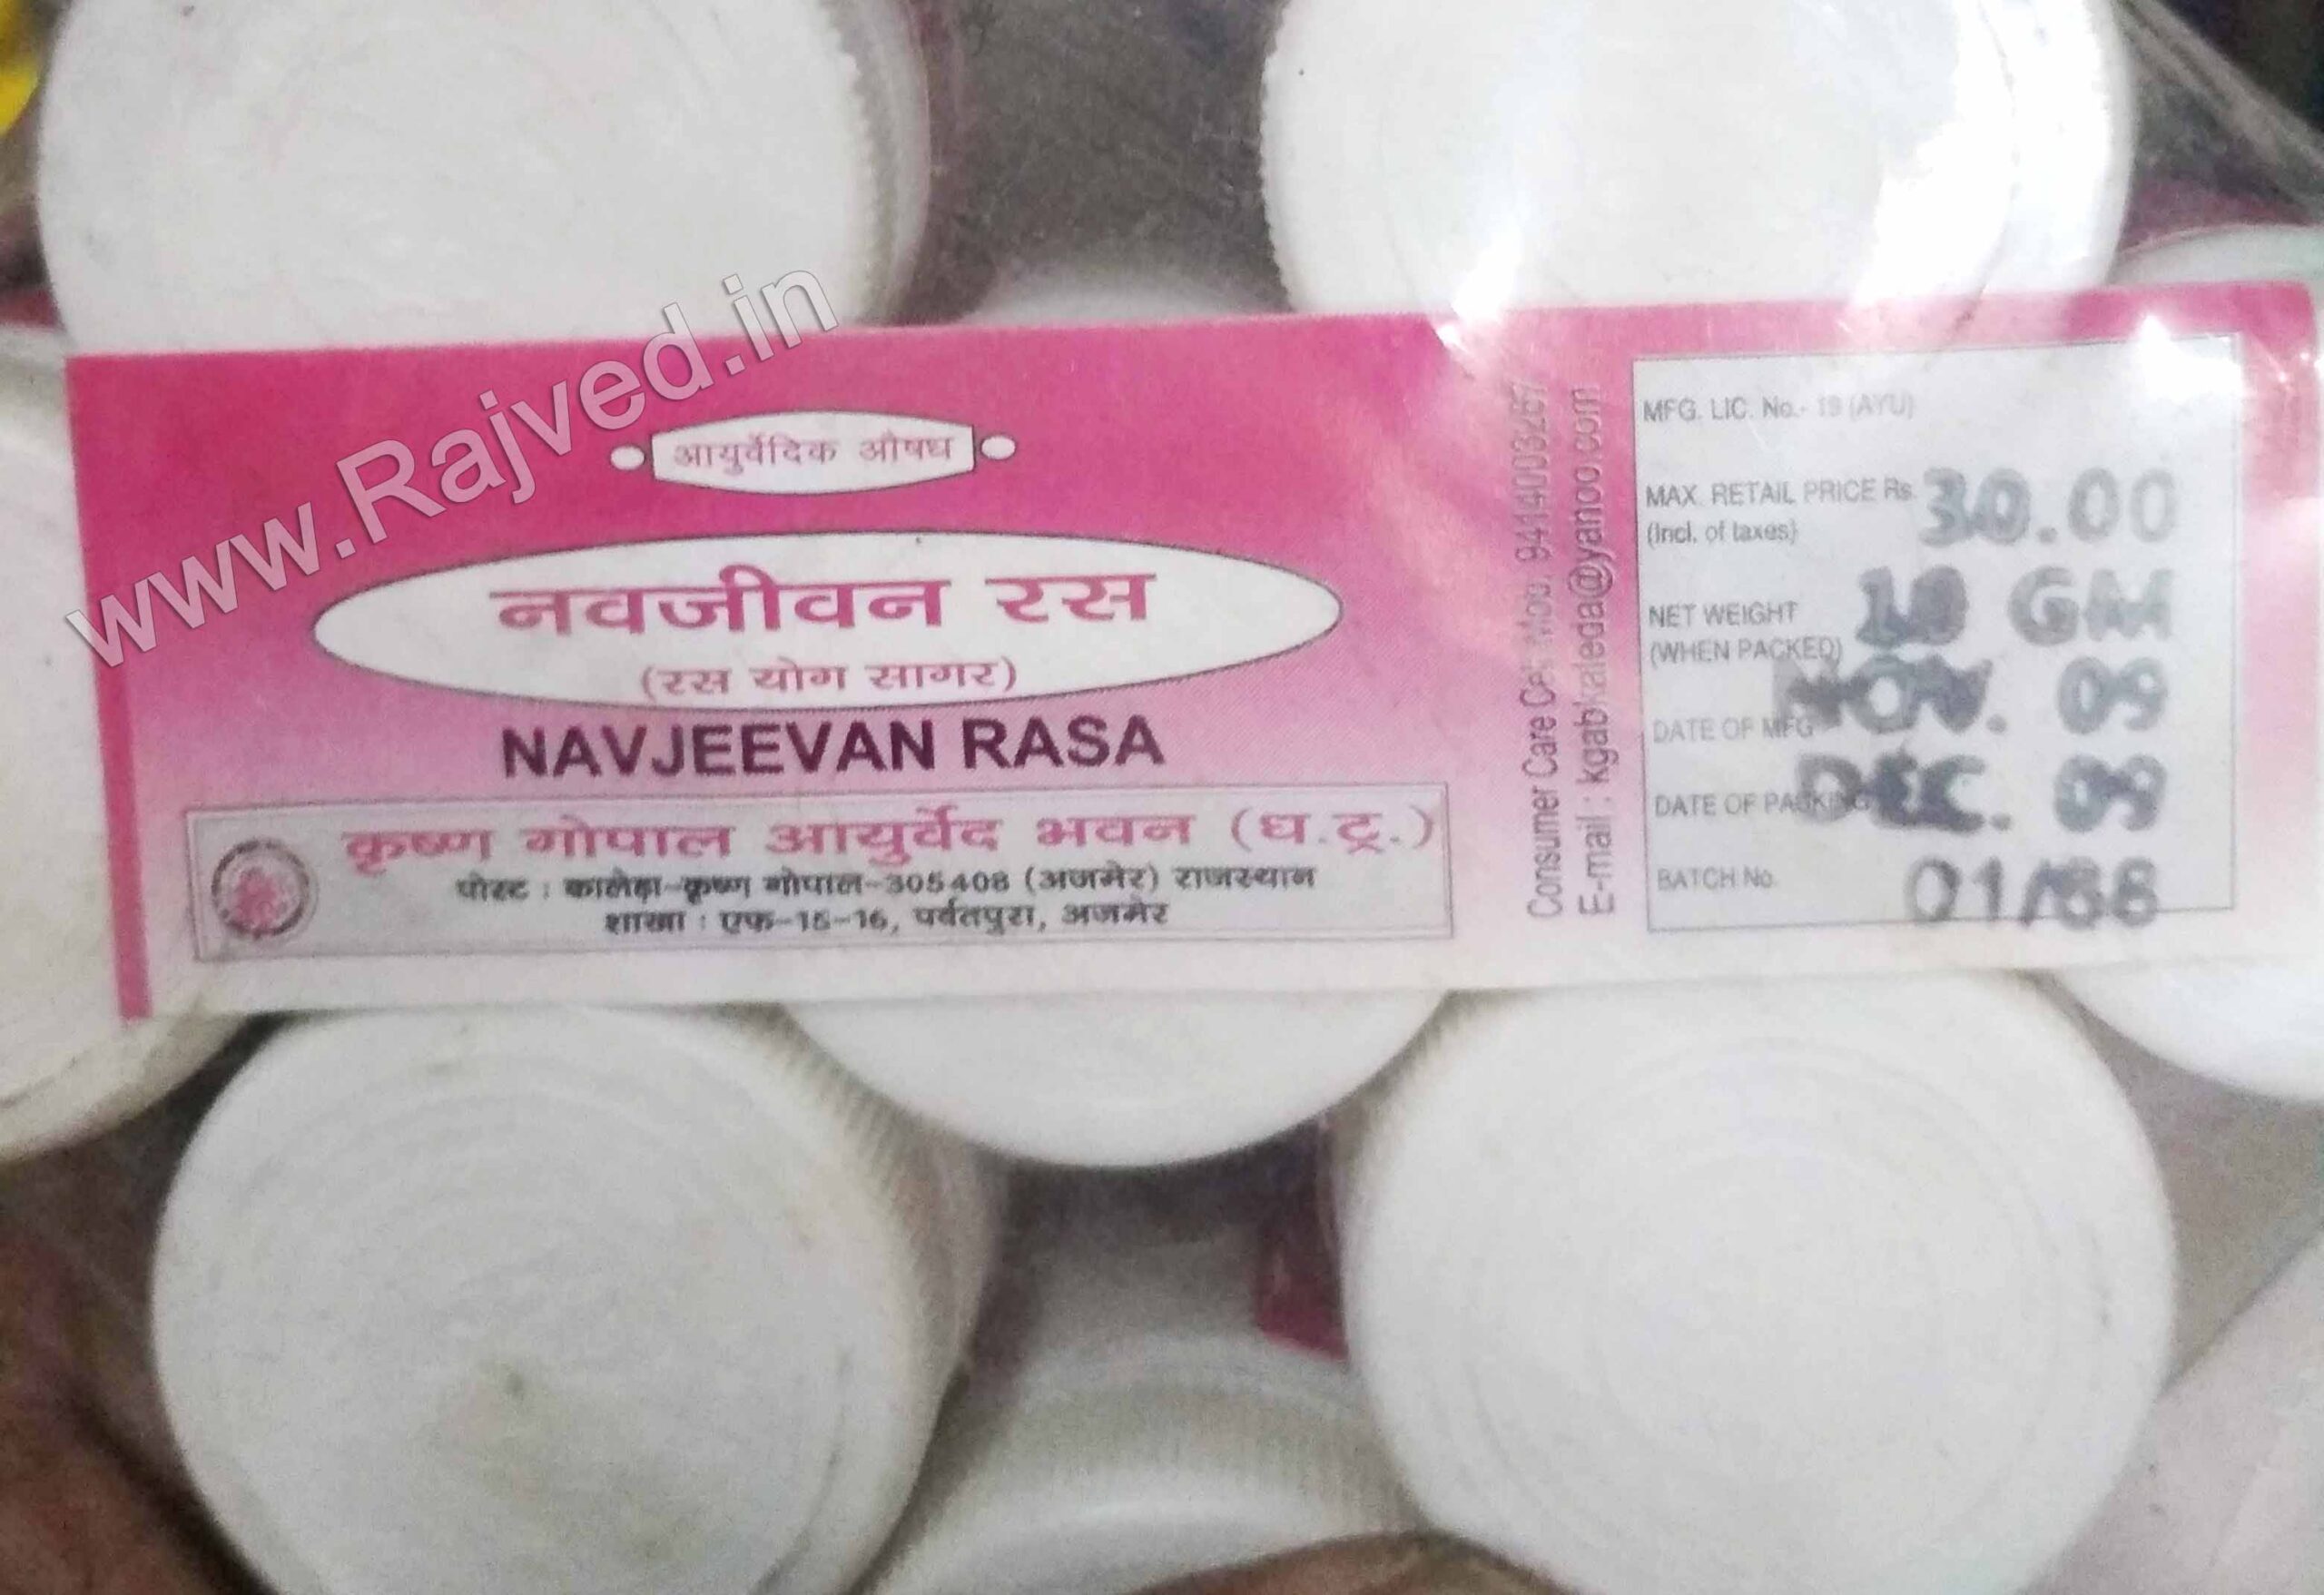 www.Rajved.in
आयुर्वेदिक औषध
नवजीवन रस
(रस योग सागर)
NAVJEEVAN RASA
कृष्ण गोपाल आयुर्वेद भवन (ध.ट्र.)
पोस्ट : कालेड़ा-कृष्ण गोपाल-305408 (अजमेर) राजस्थान
शाखा : एफ-15-16, पर्वतपुरा, अजमेर
Consumer Care Cell Mob. 9414003267
E-mail : kgabkaleda@yahoo.com
MFG. LIC. No.- 19 (AYU)
MAX. RETAIL PRICE Rs. 30.00
(Incl. of taxes)
NET WEIGHT 10 GM
(WHEN PACKED)
DATE OF MFG NOV. 09
DATE OF PACKING DEC. 09
BATCH No. 01/